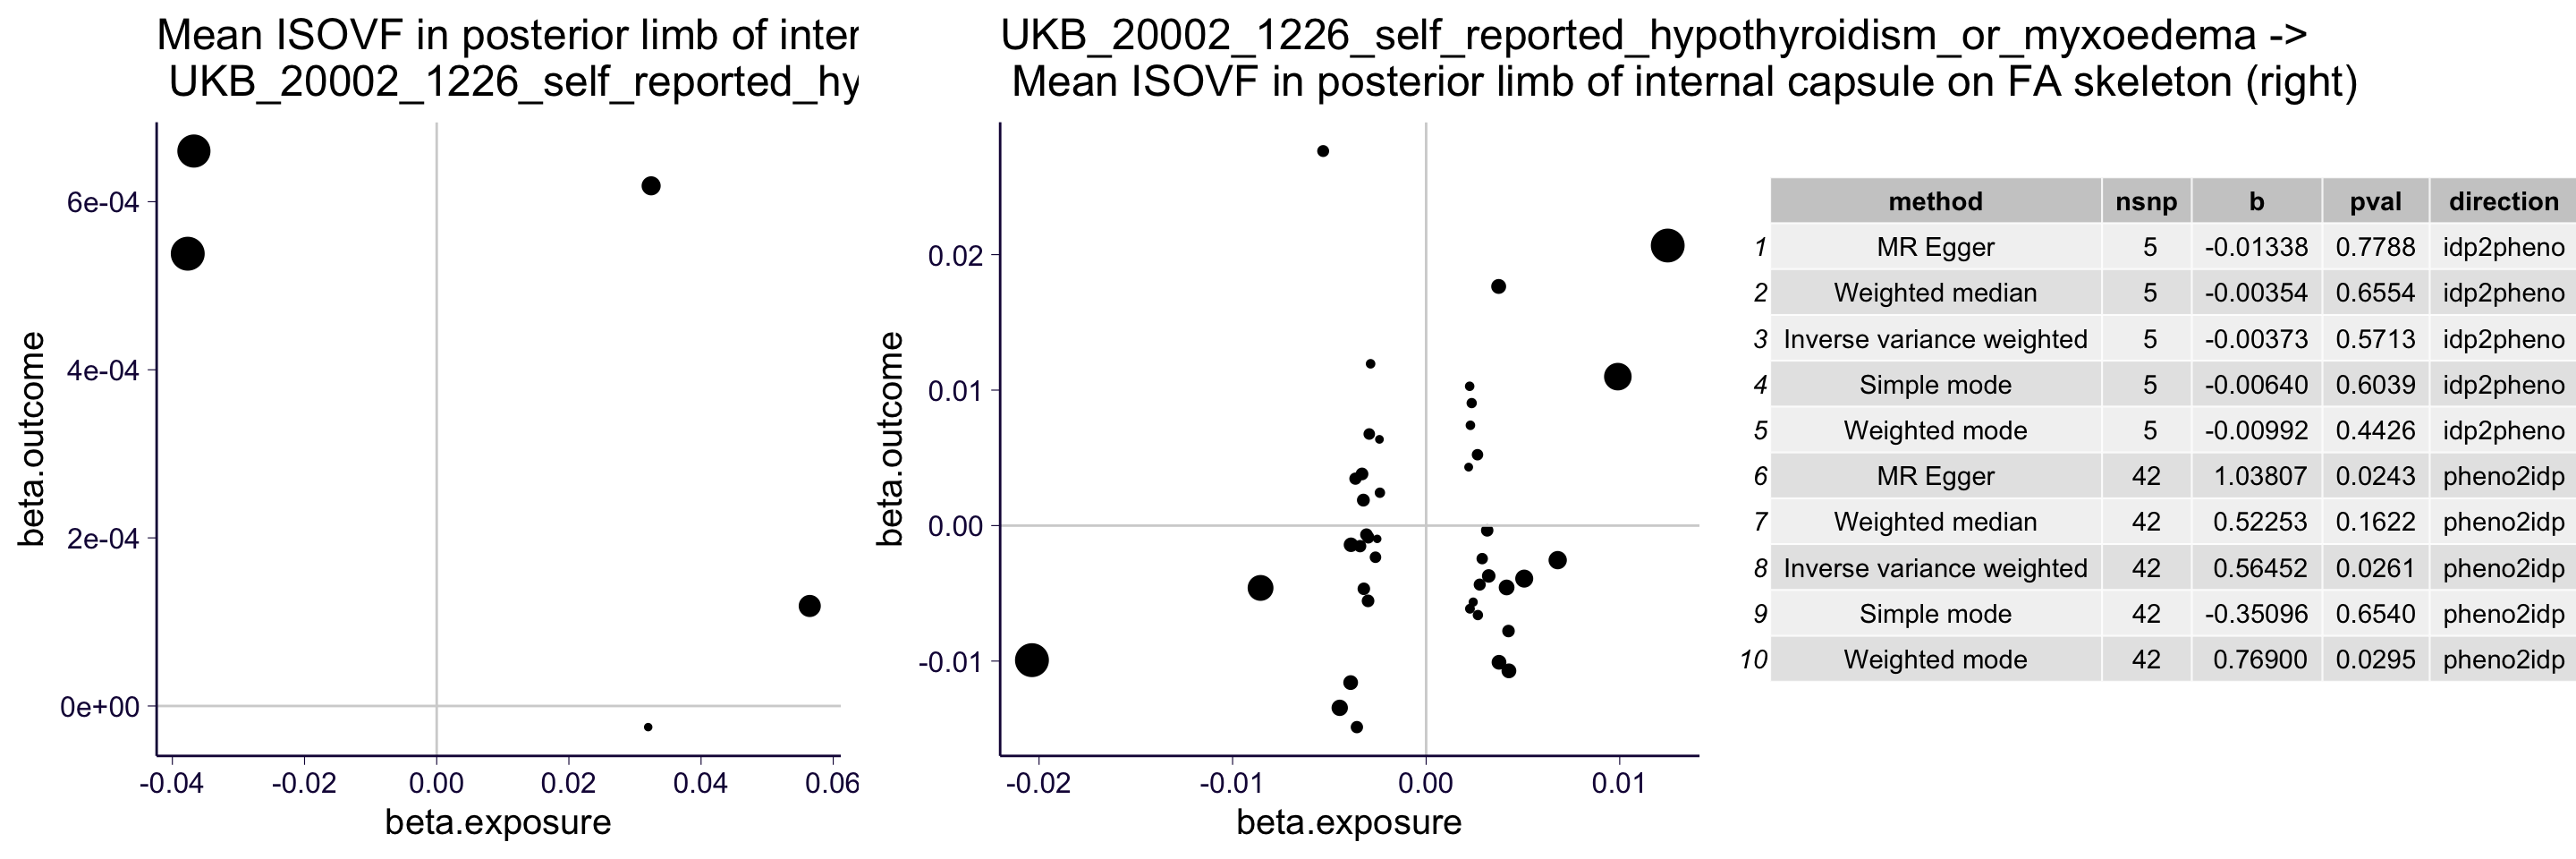 Mean ISOVF in posterior limb of inter
UKB_20002_1226_self_reported_hy
beta.outcome
6e-04
4e-04
2e-04
0e+00
-0.04 -0.02 0.00 0.02 0.04 0.06
beta.exposure
UKB_20002_1226_self_reported_hypothyroidism_or_myxoedema ->
Mean ISOVF in posterior limb of internal capsule on FA skeleton (right)
beta.outcome
0.02
0.01
0.00
-0.01
-0.02 -0.01 0.00 0.01
beta.exposure
method nsnp b pval direction
1 MR Egger 5 -0.01338 0.7788 idp2pheno
2 Weighted median 5 -0.00354 0.6554 idp2pheno
3 Inverse variance weighted 5 -0.00373 0.5713 idp2pheno
4 Simple mode 5 -0.00640 0.6039 idp2pheno
5 Weighted mode 5 -0.00992 0.4426 idp2pheno
6 MR Egger 42 1.03807 0.0243 pheno2idp
7 Weighted median 42 0.52253 0.1622 pheno2idp
8 Inverse variance weighted 42 0.56452 0.0261 pheno2idp
9 Simple mode 42 -0.35096 0.6540 pheno2idp
10 Weighted mode 42 0.76900 0.0295 pheno2idp